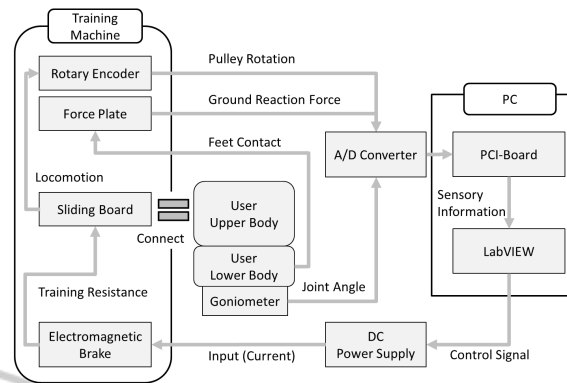 Training
Machine
Rotary Encoder
Pulley Rotation
Force Plate
Ground Reaction Force
PC
Feet Contact
A/D Converter
PCI-Board
Locomotion
Sliding Board
User
Upper Body
Sensory
Information
Connect
User
Lower Body
LabVIEW
Training Resistance
Goniometer
Joint Angle
Electromagnetic
Brake
Input (Current)
DC
Power Supply
Control Signal